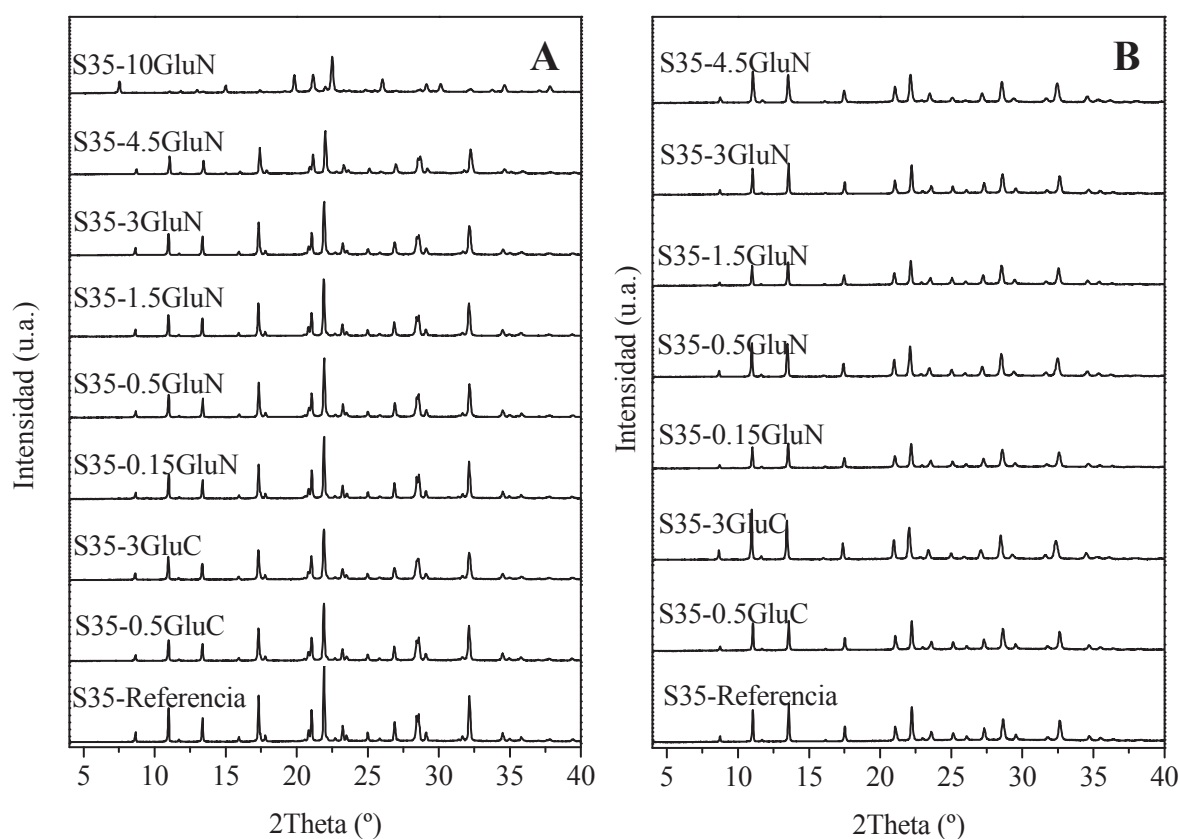 A
S35-10GluN
S35-4.5GluN
S35-3GluN
S35-1.5GluN
S35-0.5GluN
S35-0.15GluN
S35-3GluC
S35-0.5GluC
S35-Referencia
Intensidad (u.a.)
5 10 15 20 25 30 35 40
2Theta (º)
B
S35-4.5GluN
S35-3GluN
S35-1.5GluN
S35-0.5GluN
S35-0.15GluN
S35-3GluC
S35-0.5GluC
S35-Referencia
Intensidad (u.a.)
5 10 15 20 25 30 35 40
2Theta (º)